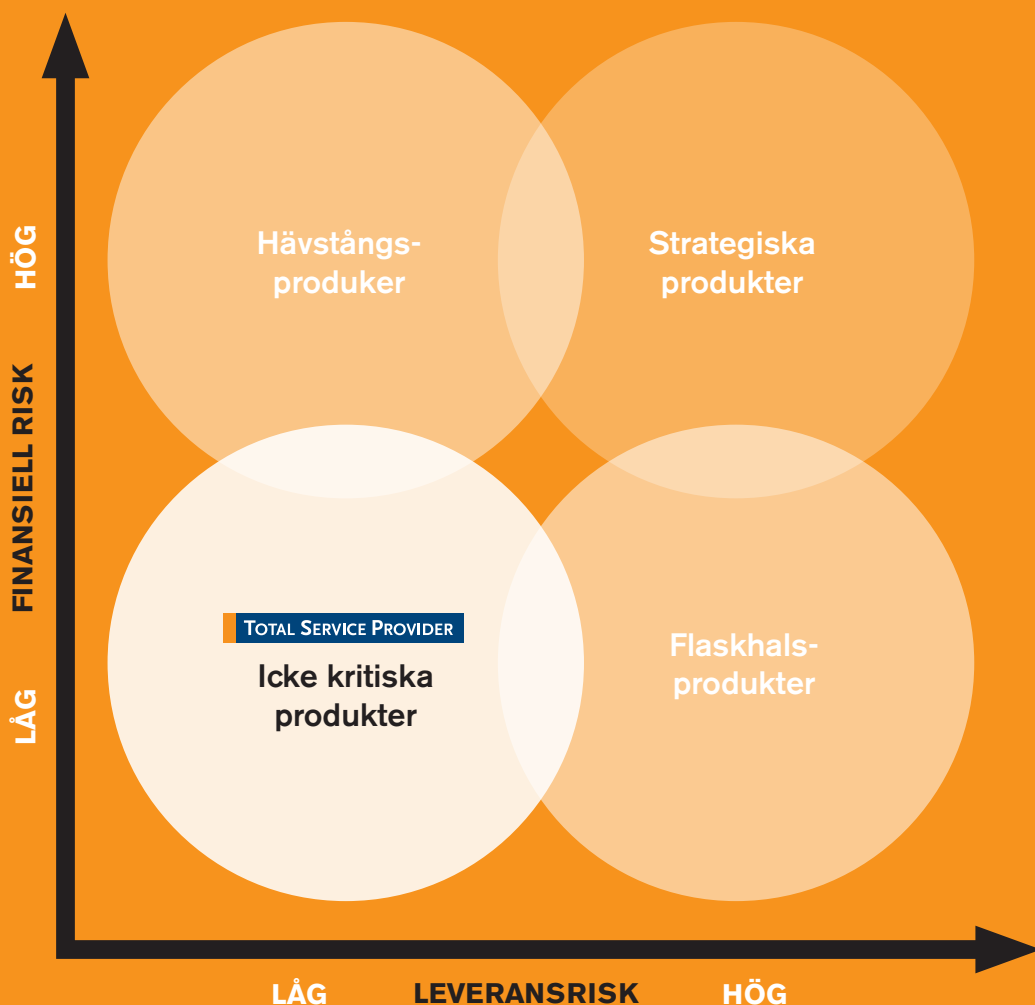 HÖG
FINANSIELL RISK
LÅG
Hävstångs-
produker
Strategiska
produkter
TOTAL SERVICE PROVIDER
Icke kritiska
produkter
Flaskhals-
produkter
LÅG
LEVERANSRISK
HÖG